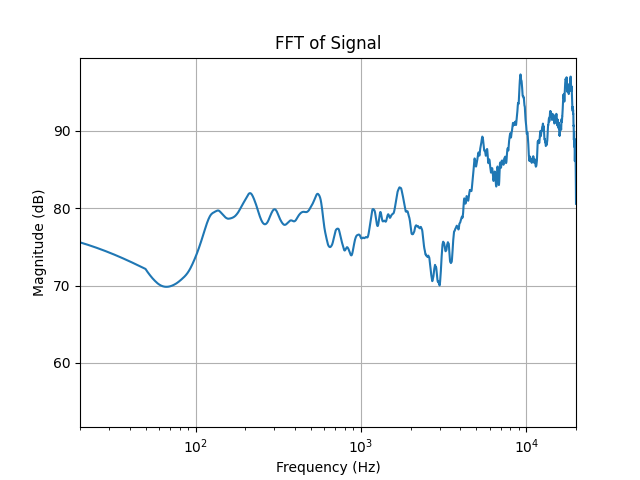 FFT of Signal
90
80
70
60
Magnitude (dB)
10²
10³
10⁴
Frequency (Hz)